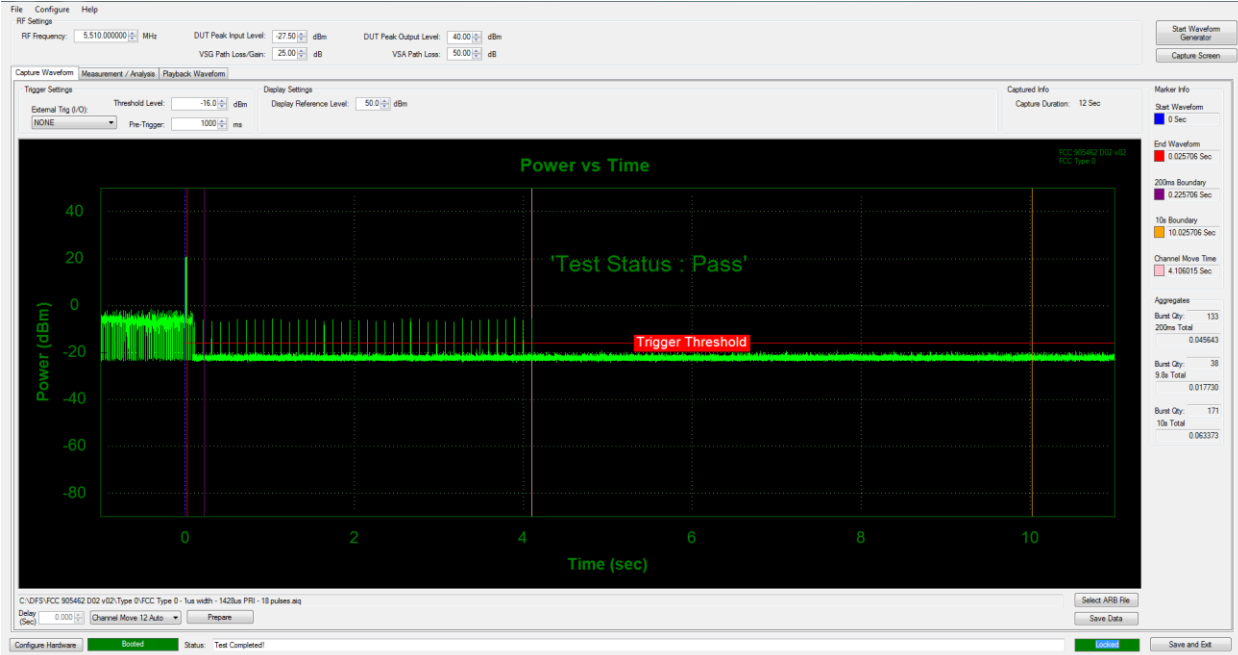 File Configure Help
RF Settings
RF Frequency: 5,510.000000 MHz DUT Peak Input Level: -27.50 dBm DUT Peak Output Level: 40.00 dBm
VSG Path Loss/Gain: 25.00 dB VSA Path Loss: 50.00 dB
Start Waveform
Generator
Capture Screen
Capture Waveform Measurement / Analysis Playback Waveform
Trigger Settings
External Trig (I/O):
NONE
Threshold Level: -16.0 dBm
Pre-Trigger: 1000 ms
Display Settings
Display Reference Level: 50.0 dBm
Captured Info
Capture Duration: 12 Sec
Marker Info
Start Waveform
0 Sec
End Waveform
0.025706 Sec
200ms Boundary
0.225706 Sec
10s Boundary
10.025706 Sec
Channel Move Time
4.106015 Sec
Aggregates
Burst Qty: 133
200ms Total
0.045643
Burst Qty: 38
9.8s Total
0.017730
Burst Qty: 171
10s Total
0.063373
Power vs Time
FCC 905462 D02 v02
FCC Type 0
'Test Status : Pass'
Trigger Threshold
Power (dBm)
40
20
0
-20
-40
-60
-80
0 2 4 6 8 10
Time (sec)
C:\DFS\FCC 905462 D02 v02\Type 0\FCC Type 0 - 1us width - 1428us PRI - 18 pulses.aiq
Select ARB File
Delay
(Sec) 0.000 Channel Move 12 Auto Prepare
Save Data
Configure Hardware Booted Status: Test Completed! Locked Save and Exit